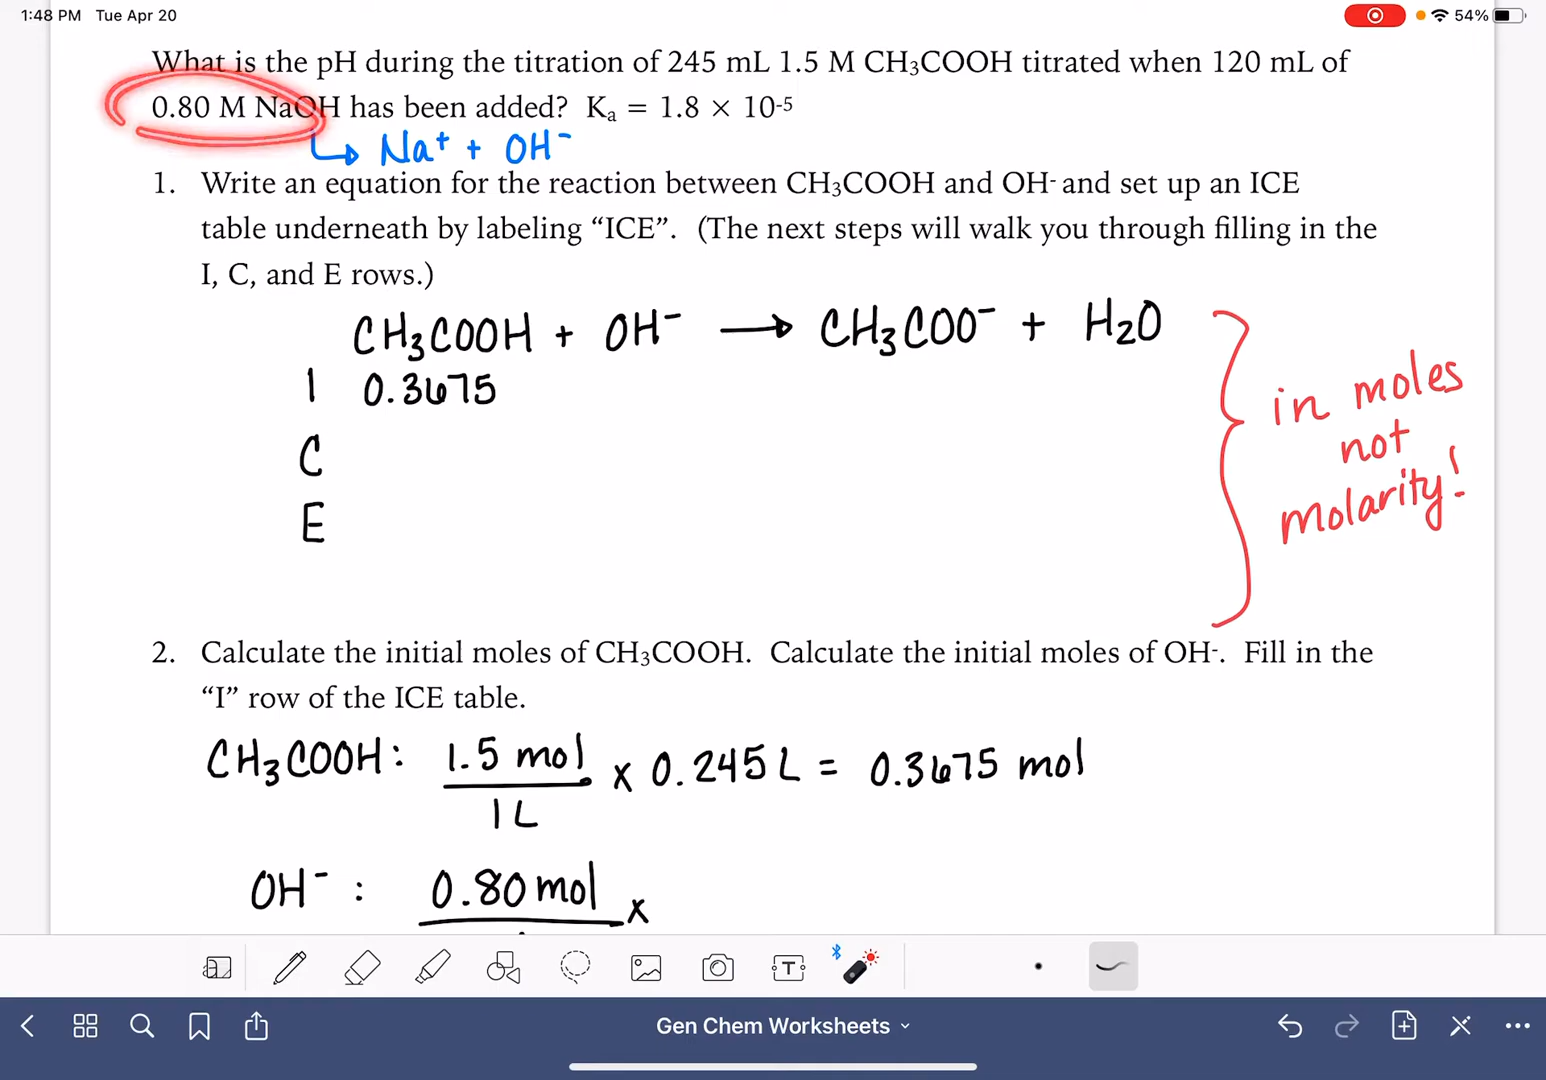 1:48 PM Tue Apr 20
54%
What is the pH during the titration of 245 mL 1.5 M CH₃COOH titrated when 120 mL of
0.80 M NaOH has been added? Kₐ = 1.8 × 10⁻⁵
↳ Na⁺ + OH⁻
1. Write an equation for the reaction between CH₃COOH and OH⁻ and set up an ICE
table underneath by labeling “ICE”. (The next steps will walk you through filling in the
I, C, and E rows.)
CH₃COOH + OH⁻ → CH₃COO⁻ + H₂O
I 0.3675
C
E
in moles
not
molarity!
2. Calculate the initial moles of CH₃COOH. Calculate the initial moles of OH⁻. Fill in the
“I” row of the ICE table.
CH₃COOH: 1.5 mol x 0.245 L = 0.3675 mol
1 L
OH⁻ : 0.80 mol x
T
Gen Chem Worksheets